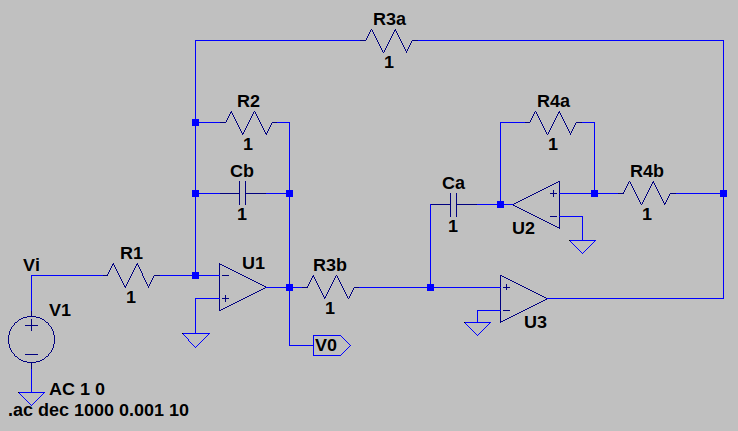 R3a
1
R2
1
R4a
1
Cb
1
Ca
1
R4b
1
U2
R1
1
U1
R3b
1
U3
Vi
V1
V0
AC 1 0
.ac dec 1000 0.001 10